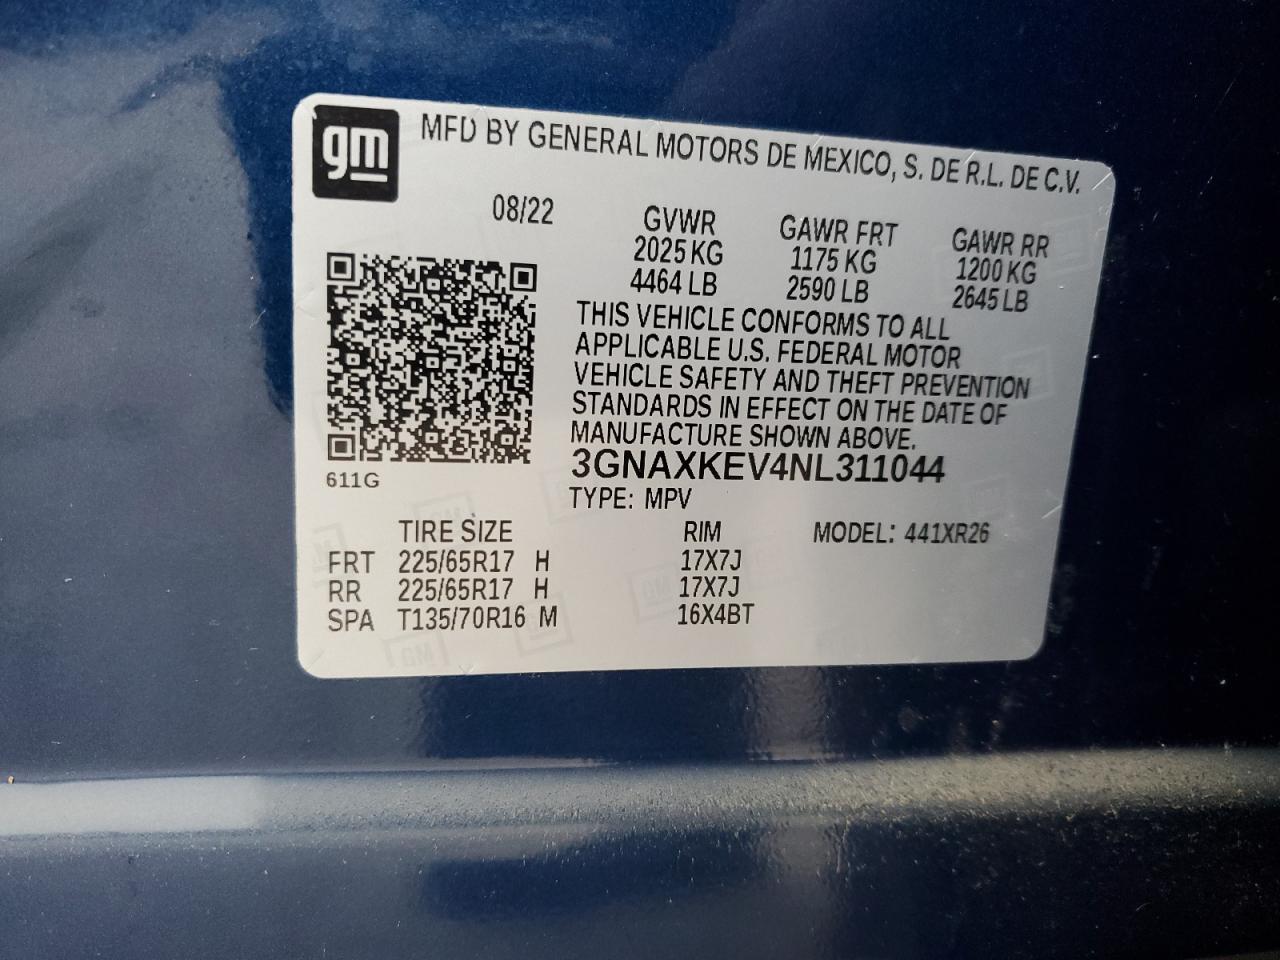 gm
MFD BY GENERAL MOTORS DE MEXICO, S. DE R.L. DE C.V.
08/22
GVWR GAWR FRT GAWR RR
2025 KG 1175 KG 1200 KG
4464 LB 2590 LB 2645 LB
THIS VEHICLE CONFORMS TO ALL
APPLICABLE U.S. FEDERAL MOTOR
VEHICLE SAFETY AND THEFT PREVENTION
STANDARDS IN EFFECT ON THE DATE OF
MANUFACTURE SHOWN ABOVE.
3GNAXKEV4NL311044
611G
TYPE: MPV
TIRE SIZE RIM MODEL: 441XR26
FRT 225/65R17 H 17X7J
RR 225/65R17 H 17X7J
SPA T135/70R16 M 16X4BT
GM